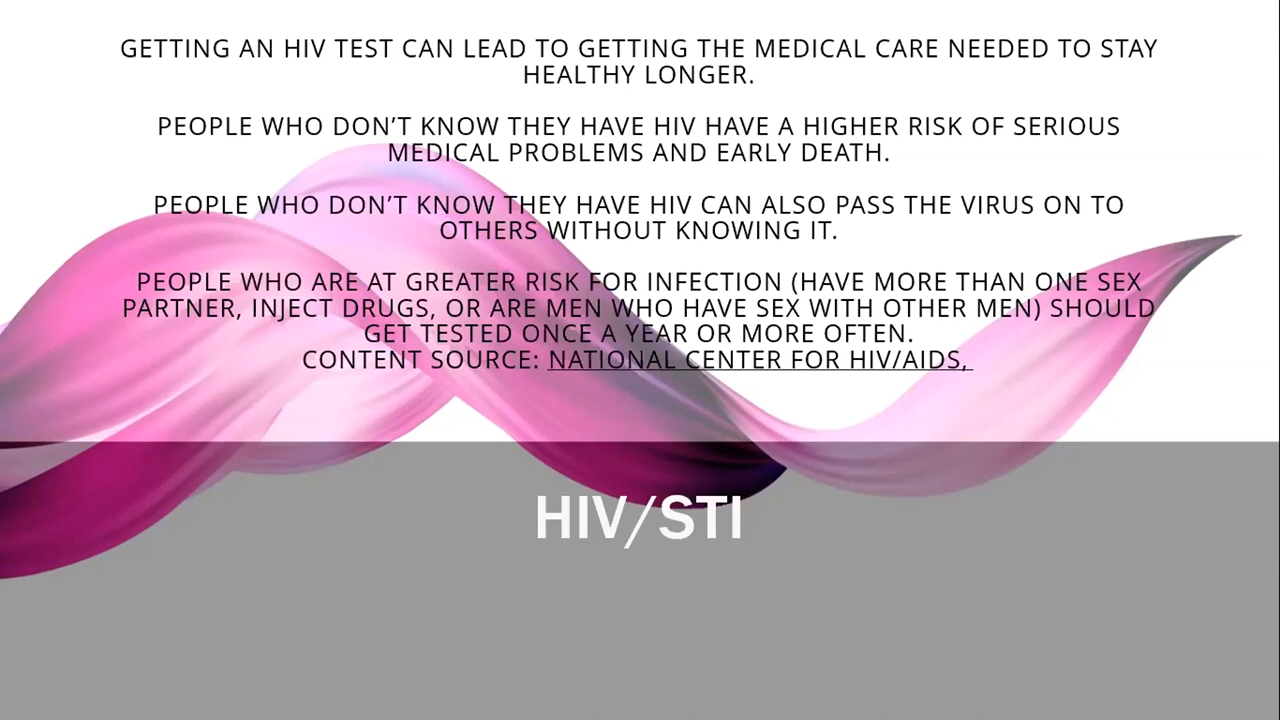 GETTING AN HIV TEST CAN LEAD TO GETTING THE MEDICAL CARE NEEDED TO STAY
HEALTHY LONGER.
PEOPLE WHO DON’T KNOW THEY HAVE HIV HAVE A HIGHER RISK OF SERIOUS
MEDICAL PROBLEMS AND EARLY DEATH.
PEOPLE WHO DON’T KNOW THEY HAVE HIV CAN ALSO PASS THE VIRUS ON TO
OTHERS WITHOUT KNOWING IT.
PEOPLE WHO ARE AT GREATER RISK FOR INFECTION (HAVE MORE THAN ONE SEX
PARTNER, INJECT DRUGS, OR ARE MEN WHO HAVE SEX WITH OTHER MEN) SHOULD
GET TESTED ONCE A YEAR OR MORE OFTEN.
CONTENT SOURCE: NATIONAL CENTER FOR HIV/AIDS,
HIV/STI